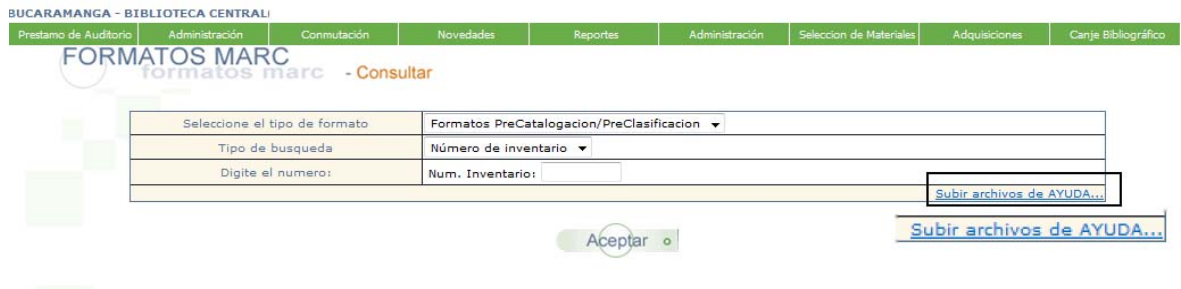 BUCARAMANGA - BIBLIOTECA CENTRAL
Prestamo de Auditorio Administración Conmutación Novedades Reportes Administración Seleccion de Materiales Adquisiciones Canje Bibliográfico
FORMATOS MARC
formatos marc - Consultar
Seleccione el tipo de formato Formatos PreCatalogacion/PreClasificacion
Tipo de busqueda Número de inventario
Digite el numero: Num. Inventario:
Subir archivos de AYUDA...
Subir archivos de AYUDA...
Aceptar